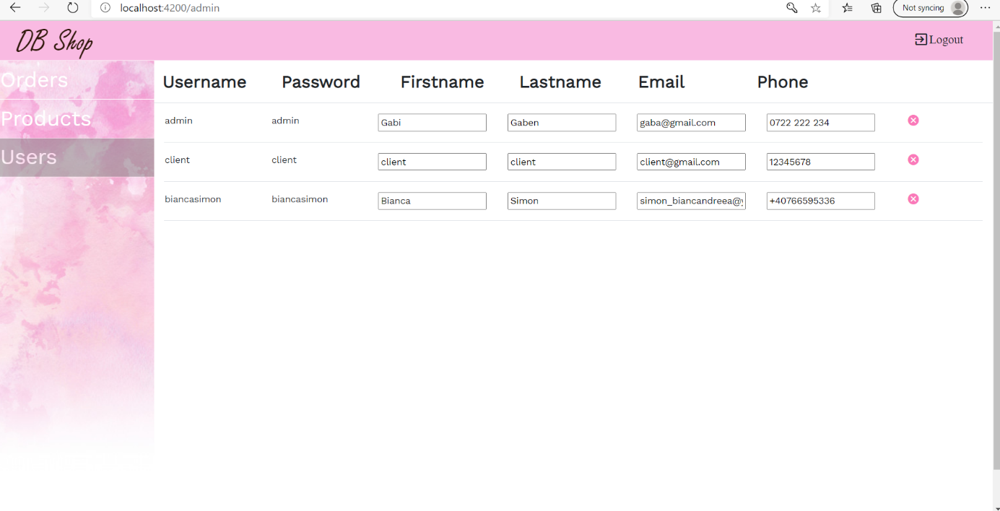 localhost:4200/admin
Not syncing
DB Shop
Logout
Orders
Products
Users
Username Password Firstname Lastname Email Phone
admin admin Gabi Gaben gaba@gmail.com 0722 222 234
client client client client client@gmail.com 12345678
biancasimon biancasimon Bianca Simon simon_biancandreea@ +40766595336